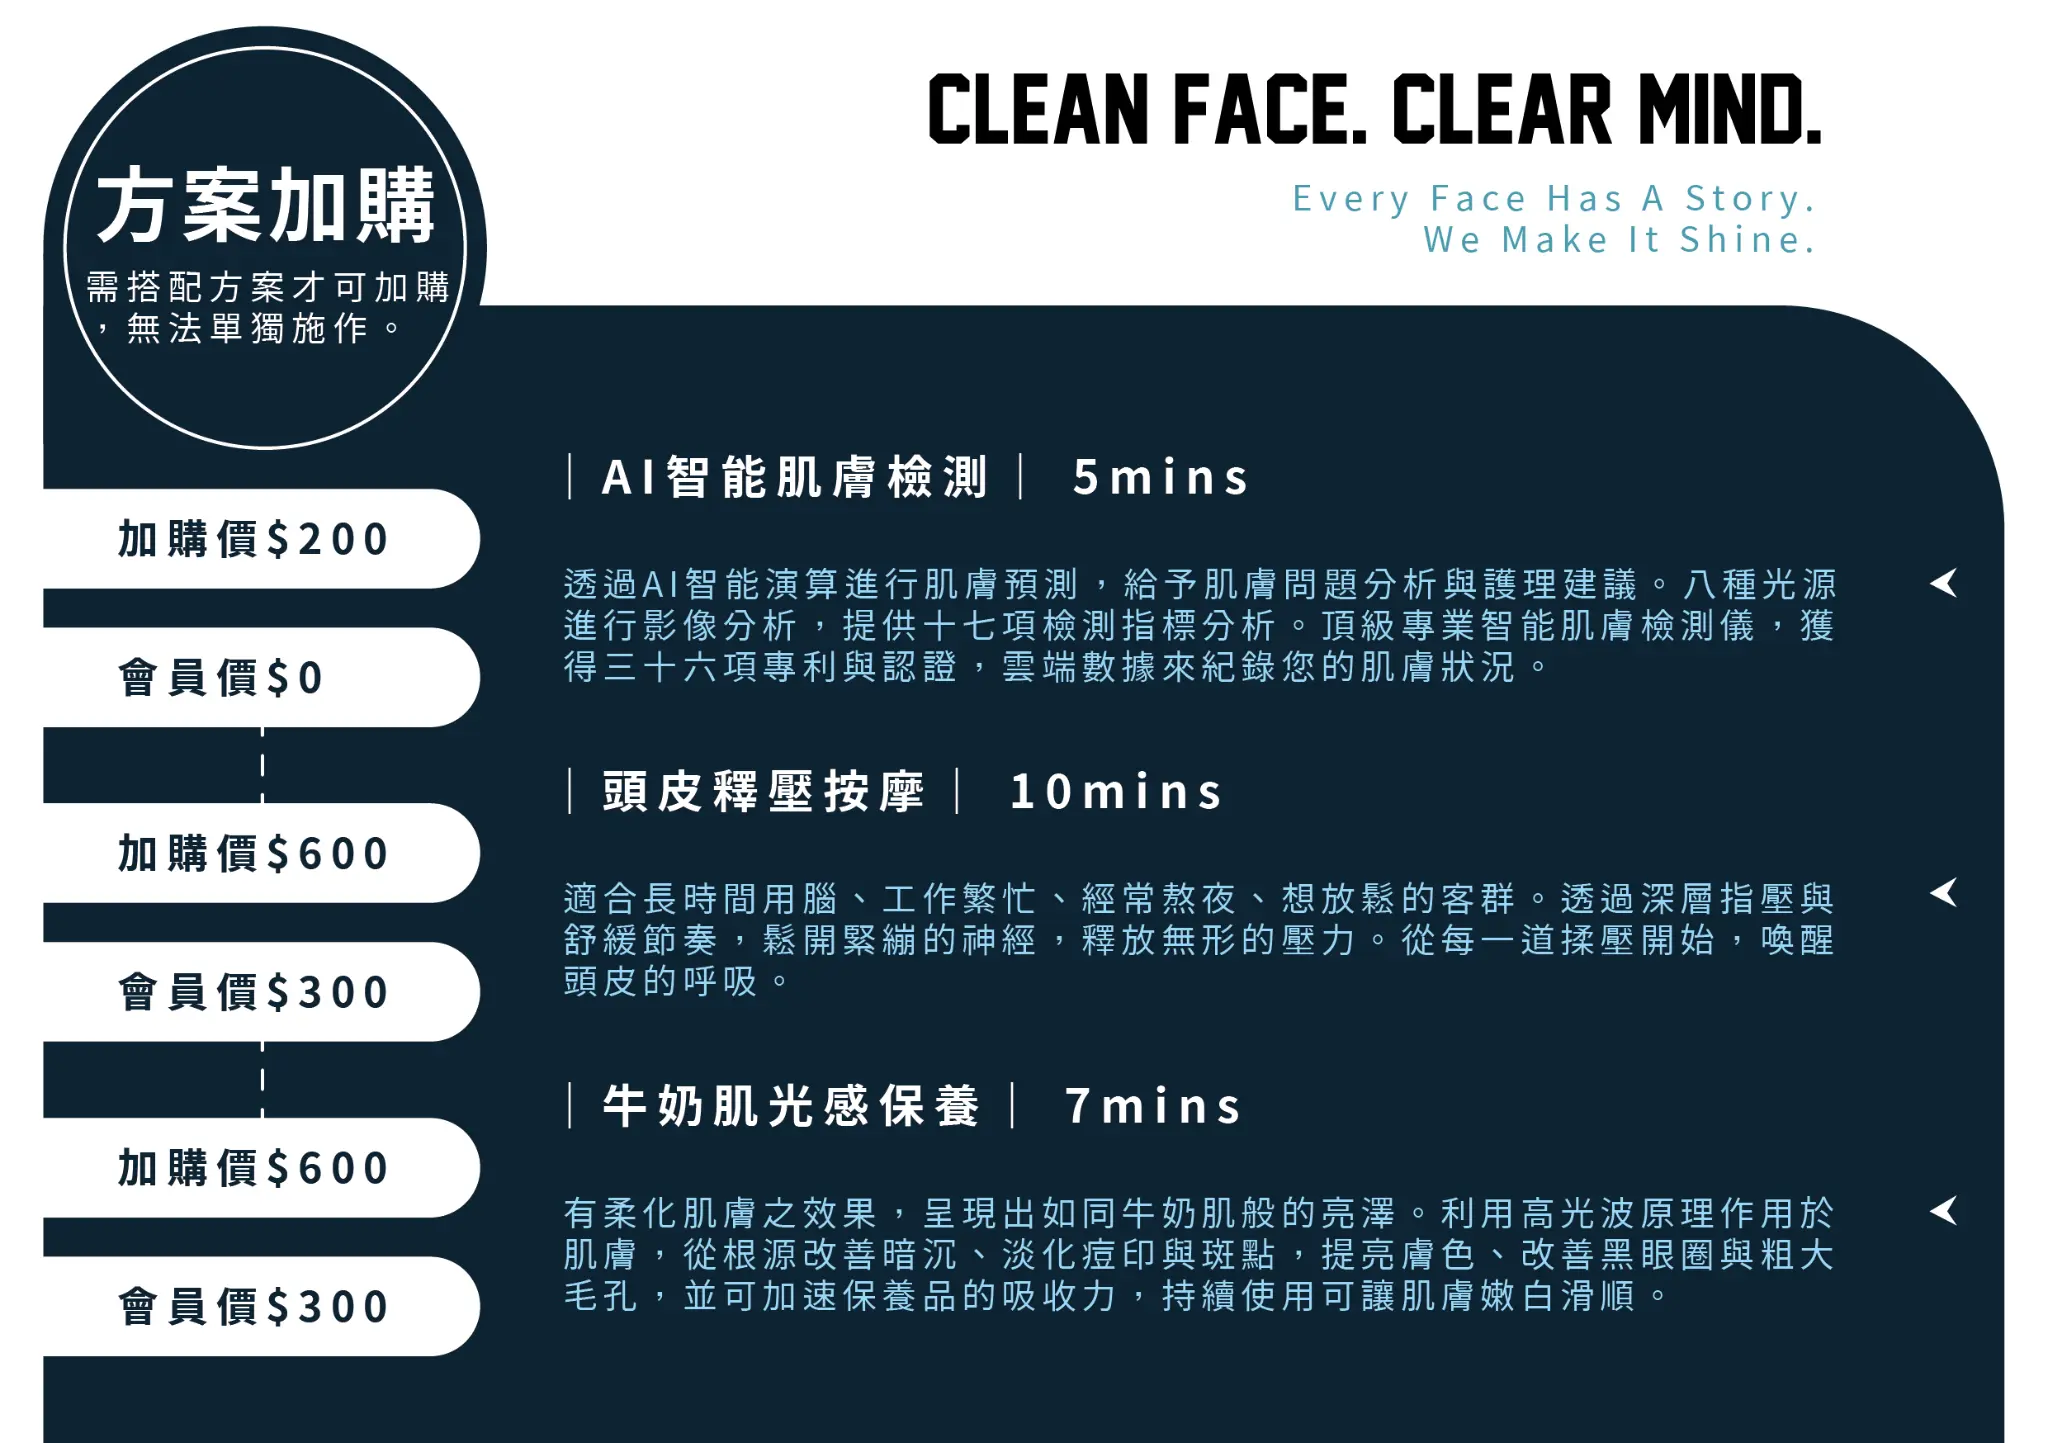 CLEAN FACE. CLEAR MIND.
Every Face Has A Story.
We Make It Shine.
方案加購
需搭配方案才可加購
，無法單獨施作。
｜AI智能肌膚檢測｜ 5mins
加購價$200
會員價$0
透過AI智能演算進行肌膚預測，給予肌膚問題分析與護理建議。八種光源
進行影像分析，提供十七項檢測指標分析。頂級專業智能肌膚檢測儀，獲
得三十六項專利與認證，雲端數據來紀錄您的肌膚狀況。
｜頭皮釋壓按摩｜ 10mins
加購價$600
會員價$300
適合長時間用腦、工作繁忙、經常熬夜、想放鬆的客群。透過深層指壓與
舒緩節奏，鬆開緊繃的神經，釋放無形的壓力。從每一道揉壓開始，喚醒
頭皮的呼吸。
｜牛奶肌光感保養｜ 7mins
加購價$600
會員價$300
有柔化肌膚之效果，呈現出如同牛奶肌般的亮澤。利用高光波原理作用於
肌膚，從根源改善暗沉、淡化痘印與斑點，提亮膚色、改善黑眼圈與粗大
毛孔，並可加速保養品的吸收力，持續使用可讓肌膚嫩白滑順。